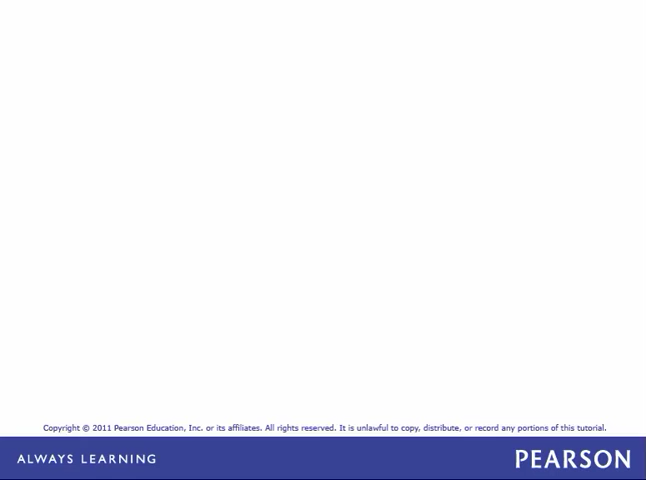 Copyright © 2011 Pearson Education, Inc. or its affiliates. All rights reserved. It is unlawful to copy, distribute, or record any portions of this tutorial.
ALWAYS LEARNING
PEARSON